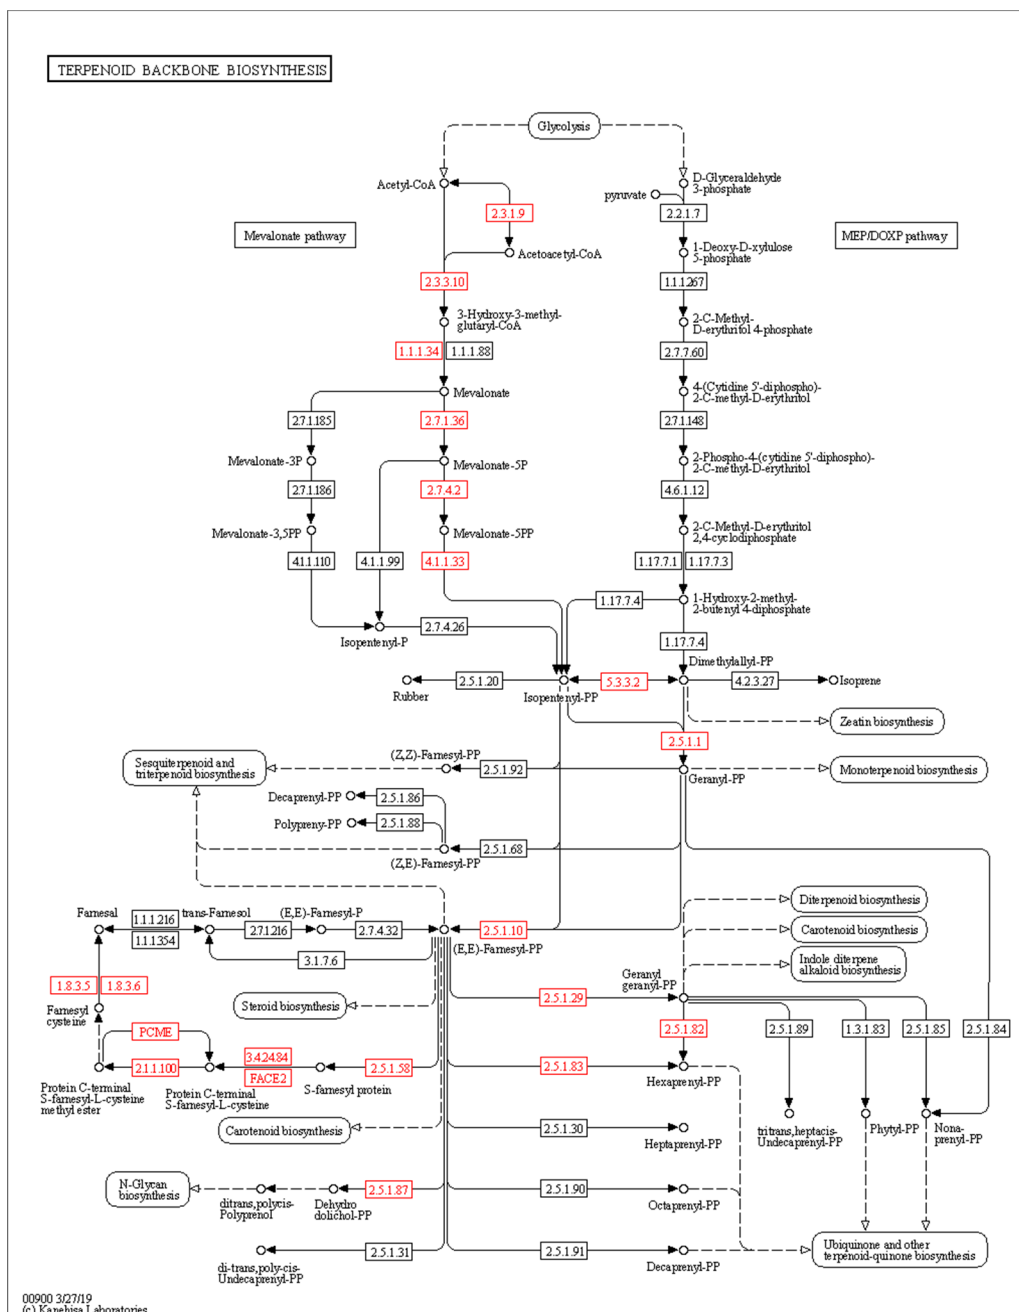 TERPENOID BACKBONE BIOSYNTHESIS
Glycolysis
Acetyl-CoA
D-Glyceraldehyde
3-phosphate
pyruvate
2.3.1.9
2.2.1.7
Mevalonate pathway
MEP/DOXP pathway
Acetoacetyl-CoA
1-Deoxy-D-xylulose
5-phosphate
2.3.3.10
1.1.1.267
3-Hydroxy-3-methyl-
glutaryl-CoA
2-C-Methyl-
D-erythritol 4-phosphate
1.1.1.34
1.1.1.88
2.7.7.60
Mevalonate
4-(Cytidine 5'-diphospho)-
2-C-methyl-D-erythritol
2.7.1.185
2.7.1.36
2.7.1.148
Mevalonate-3P
Mevalonate-5P
2-Phospho-4-(cytidine 5'-diphospho)-
2-C-methyl-D-erythritol
2.7.1.186
2.7.4.2
4.6.1.12
Mevalonate-3,5PP
Mevalonate-5PP
2-C-Methyl-D-erythritol
2,4-cyclodiphosphate
4.1.1.110
4.1.1.99
4.1.1.33
1.17.7.1
1.17.7.3
1.17.7.4
1-Hydroxy-2-methyl-
2-butenyl 4-diphosphate
Isopentenyl-P
2.7.4.26
1.17.7.4
Dimethylallyl-PP
Rubber
2.5.1.20
Isopentenyl-PP
5.3.3.2
4.2.3.27
Isoprene
Zeatin biosynthesis
2.5.1.1
Sesquiterpenoid and
triterpenoid biosynthesis
(Z,Z)-Farnesyl-PP
2.5.1.92
Geranyl-PP
Monoterpenoid biosynthesis
Decaprenyl-PP
2.5.1.86
Polypreny-PP
2.5.1.88
(Z,E)-Farnesyl-PP
2.5.1.68
Diterpenoid biosynthesis
Farnesal
1.1.1.216
1.1.1.354
trans-Farnesol
2.7.1.216
(E,E)-Farnesyl-P
2.7.4.32
2.5.1.10
(E,E)-Farnesyl-PP
Carotenoid biosynthesis
3.1.7.6
Indole diterpene
alkaloid biosynthesis
1.8.3.5
1.8.3.6
Geranyl
geranyl-PP
2.5.1.29
Farnesyl
cysteine
Steroid biosynthesis
PCME
2.5.1.82
2.5.1.89
1.3.1.83
2.5.1.85
2.5.1.84
2.1.1.100
3.4.24.84
FACE2
2.5.1.58
2.5.1.83
Protein C-terminal
S-farnesyl-L-cysteine
methyl ester
Protein C-terminal
S-farnesyl-L-cysteine
S-farnesyl protein
Hexaprenyl-PP
Carotenoid biosynthesis
2.5.1.30
Heptaprenyl-PP
tritrans,heptacis-
Undecaprenyl-PP
Phytyl-PP
Nona-
prenyl-PP
N-Glycan
biosynthesis
ditrans,polycis-
Polyprenol
Dehydro
dolichol-PP
2.5.1.87
2.5.1.90
Octaprenyl-PP
di-trans,poly-cis-
Undecaprenyl-PP
2.5.1.31
2.5.1.91
Decaprenyl-PP
Ubiquinone and other
terpenoid-quinone biosynthesis
00900 3/27/19
(c) Kanehisa Laboratories